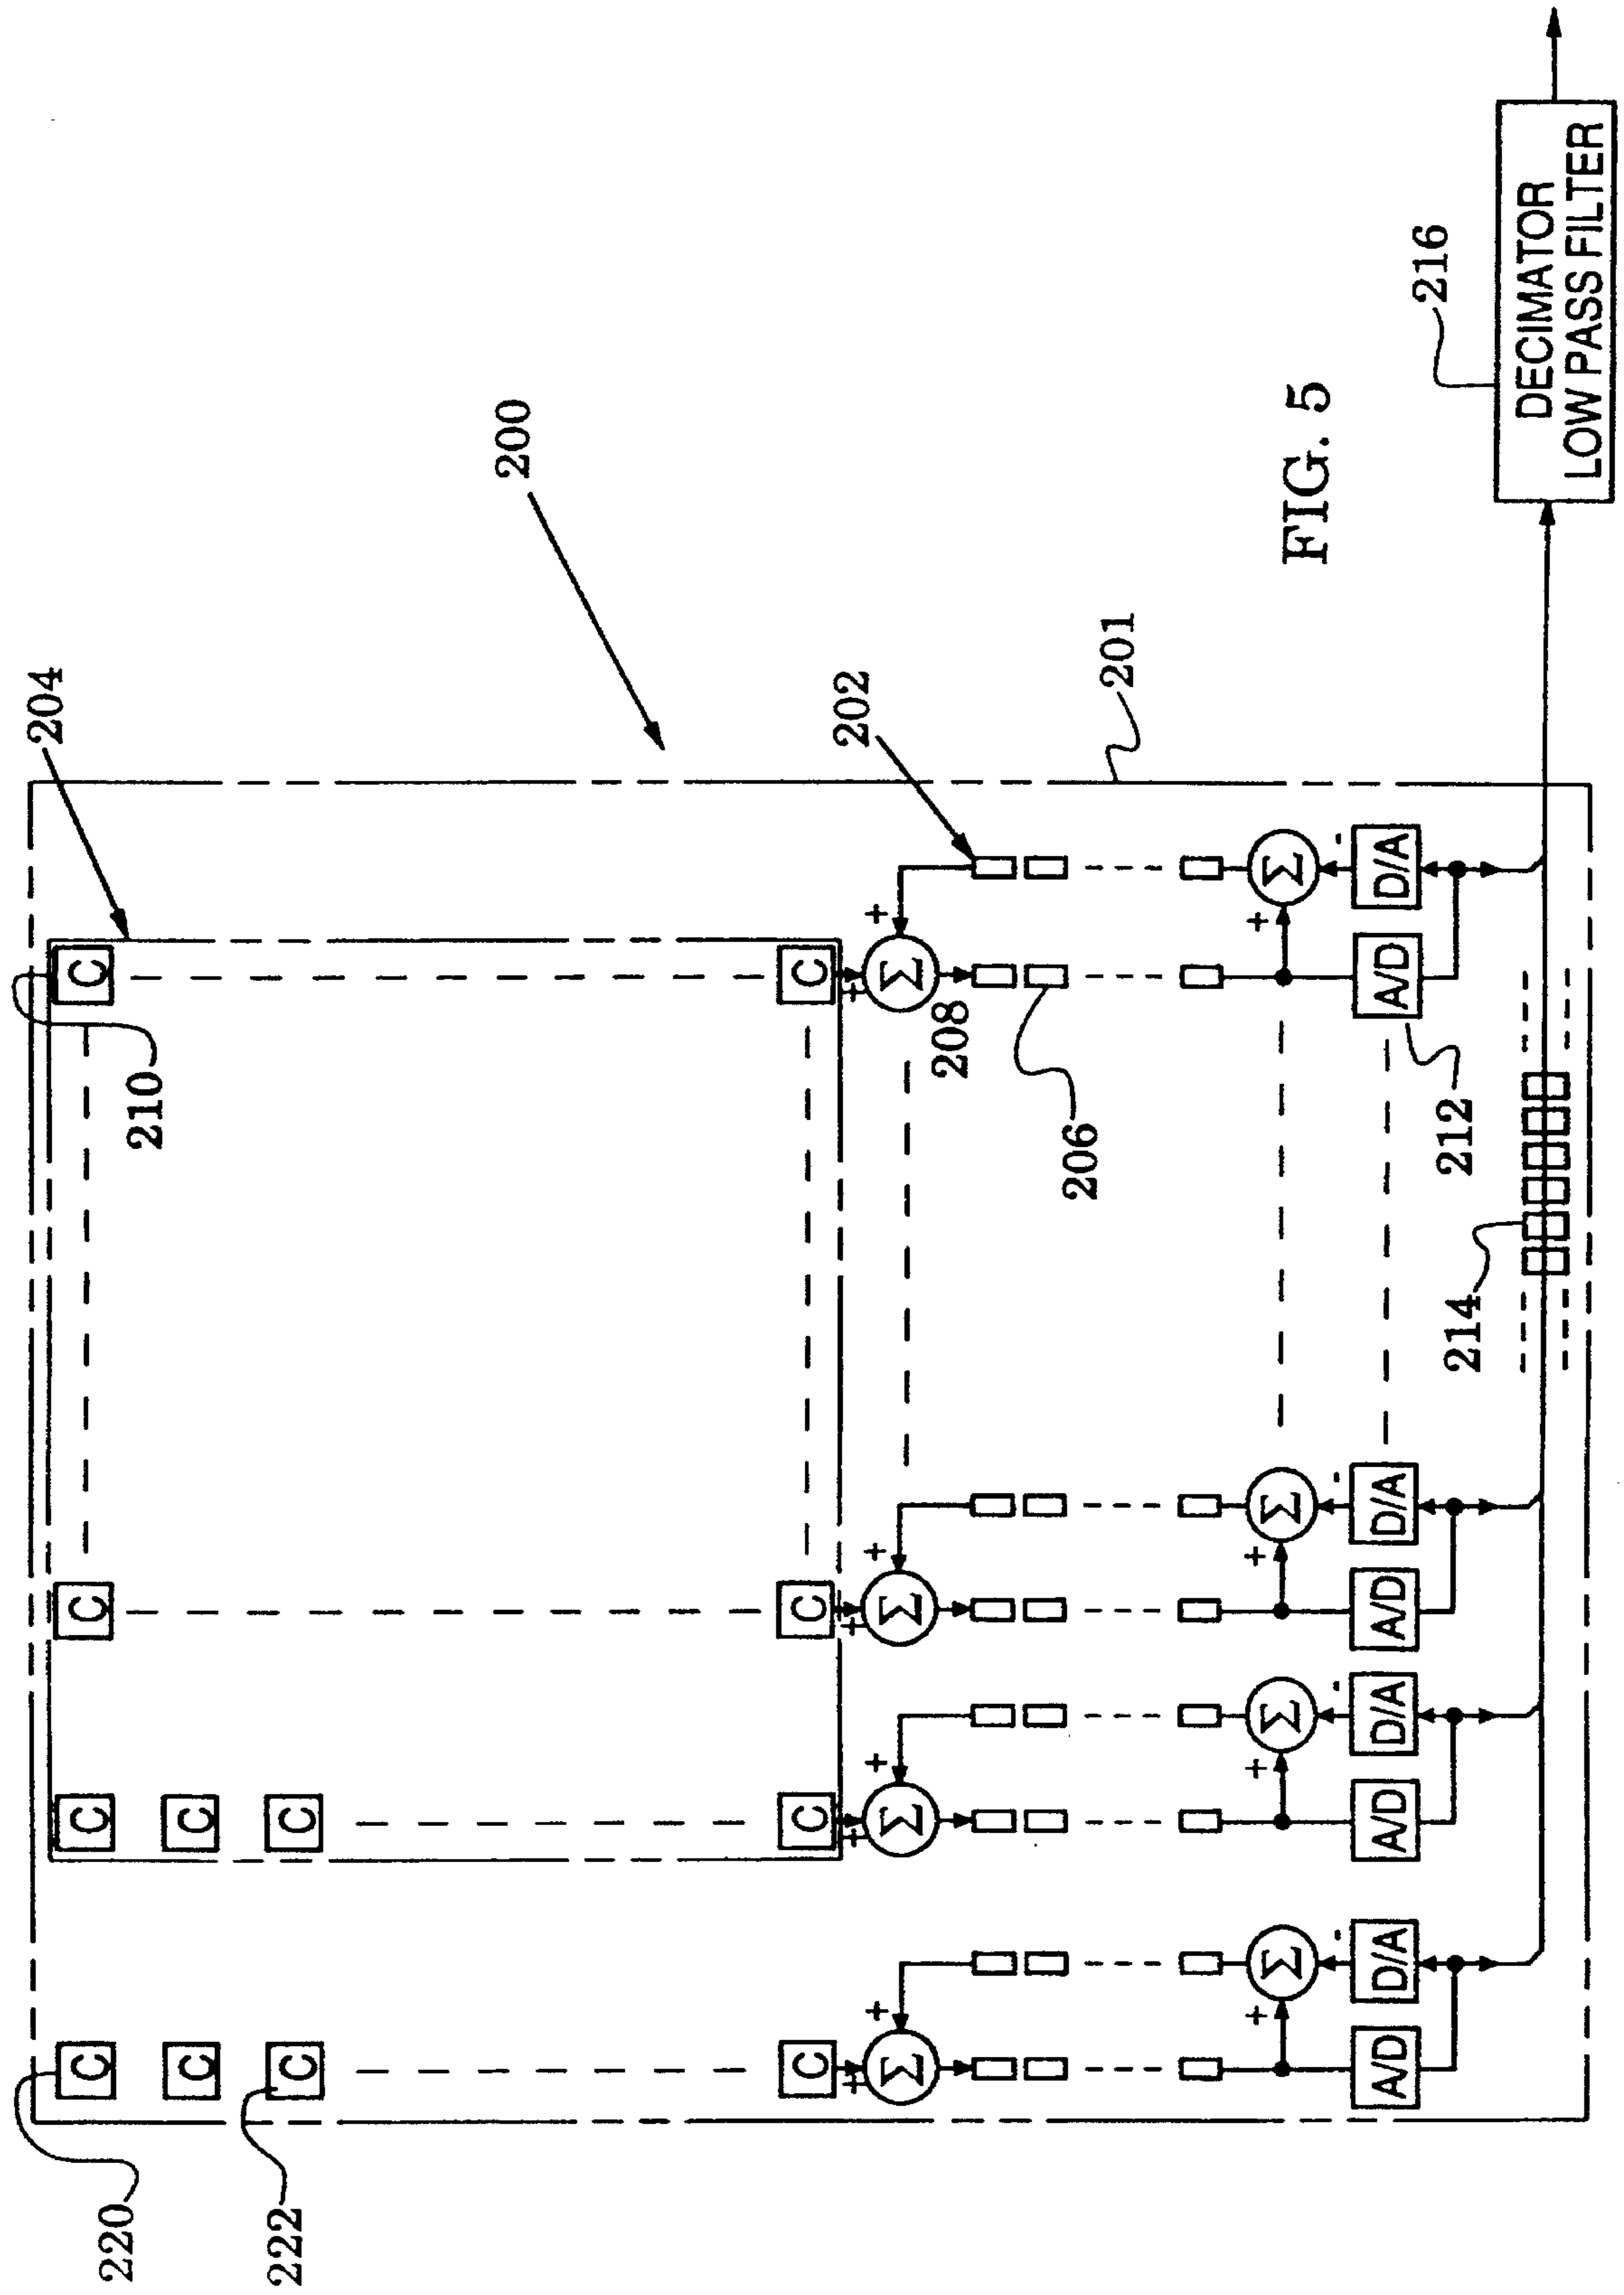 204
C C C C
220
210
C C
222 C C
200
C C C C
202
+ + + +
+ + + +
Σ Σ Σ Σ
208
206
201
+ + + +
Σ Σ Σ Σ
FIG. 5
- - - -
A/D D/A A/D D/A A/D D/A A/D D/A
216
212
214
DECIMATOR
LOW PASS FILTER